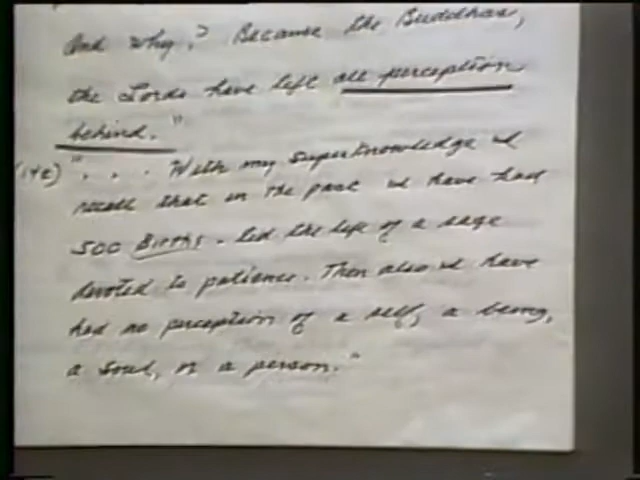 And why? Because the Buddhas,
the Lords have left all perception
behind."
(14e) ". . . With my superknowledge I
recall that in the past I have had
500 Births. led the life of a sage
devoted to patience. Then also I have
had no perception of a self, a being,
a soul, or a person."